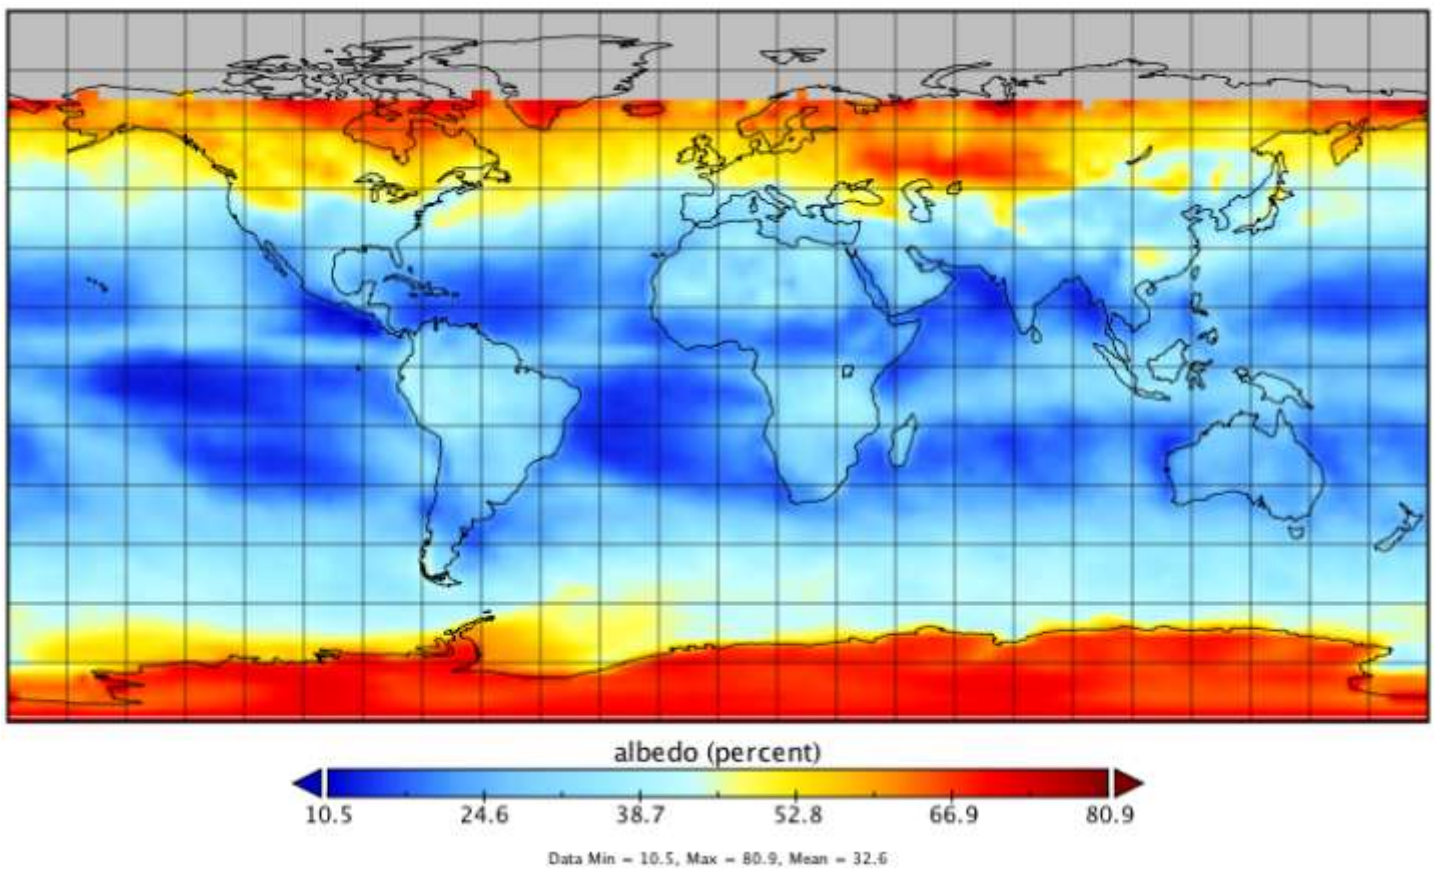 albedo (percent)
10.5 24.6 38.7 52.8 66.9 80.9
Data Min = 10.5, Max = 80.9, Mean = 32.6